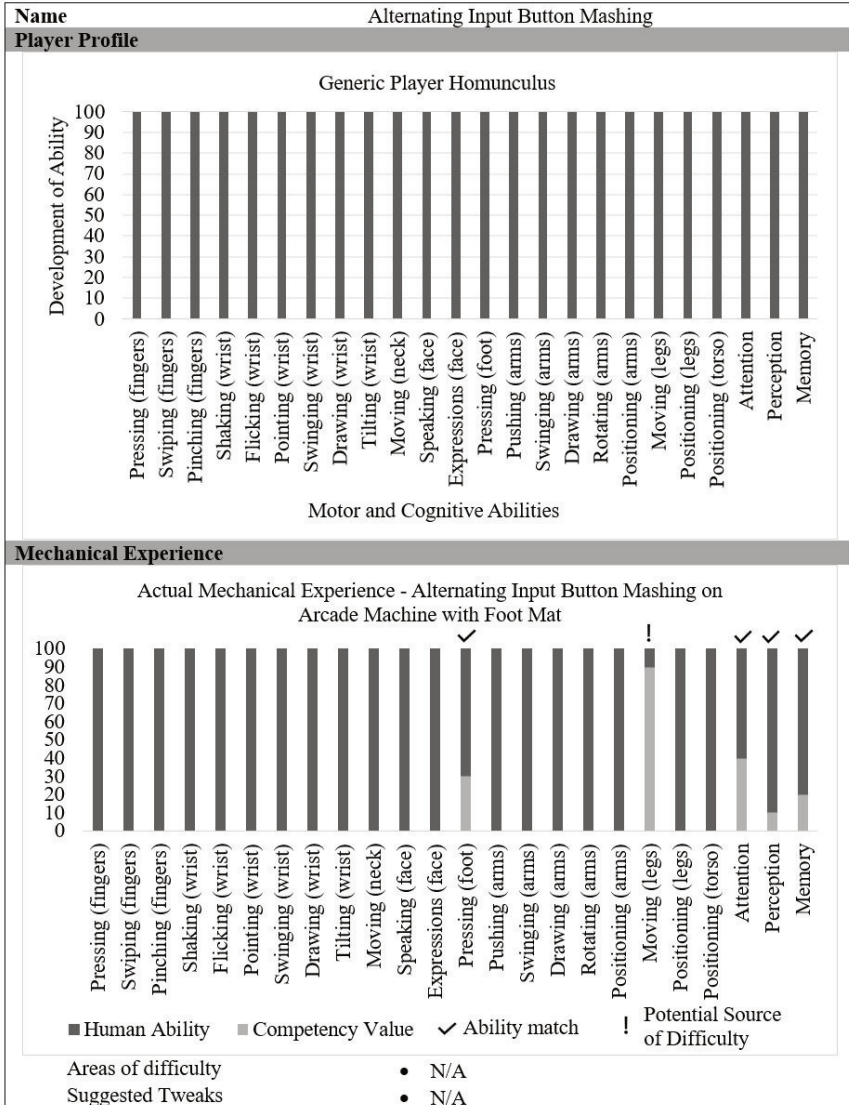 Name Alternating Input Button Mashing
Player Profile
Generic Player Homunculus
Development of Ability
100
90
80
70
60
50
40
30
20
10
0
Pressing (fingers)
Swiping (fingers)
Pinching (fingers)
Shaking (wrist)
Flicking (wrist)
Pointing (wrist)
Swinging (wrist)
Drawing (wrist)
Tilting (wrist)
Moving (neck)
Speaking (face)
Expressions (face)
Pressing (foot)
Pushing (arms)
Swinging (arms)
Drawing (arms)
Rotating (arms)
Positioning (arms)
Moving (legs)
Positioning (legs)
Positioning (torso)
Attention
Perception
Memory
Motor and Cognitive Abilities
Mechanical Experience
Actual Mechanical Experience - Alternating Input Button Mashing on
Arcade Machine with Foot Mat
✓ ! ✓ ✓ ✓
100
90
80
70
60
50
40
30
20
10
0
Pressing (fingers)
Swiping (fingers)
Pinching (fingers)
Shaking (wrist)
Flicking (wrist)
Pointing (wrist)
Swinging (wrist)
Drawing (wrist)
Tilting (wrist)
Moving (neck)
Speaking (face)
Expressions (face)
Pressing (foot)
Pushing (arms)
Swinging (arms)
Drawing (arms)
Rotating (arms)
Positioning (arms)
Moving (legs)
Positioning (legs)
Positioning (torso)
Attention
Perception
Memory
Human Ability
Competency Value
✓ Ability match
! Potential Source
of Difficulty
Areas of difficulty • N/A
Suggested Tweaks • N/A